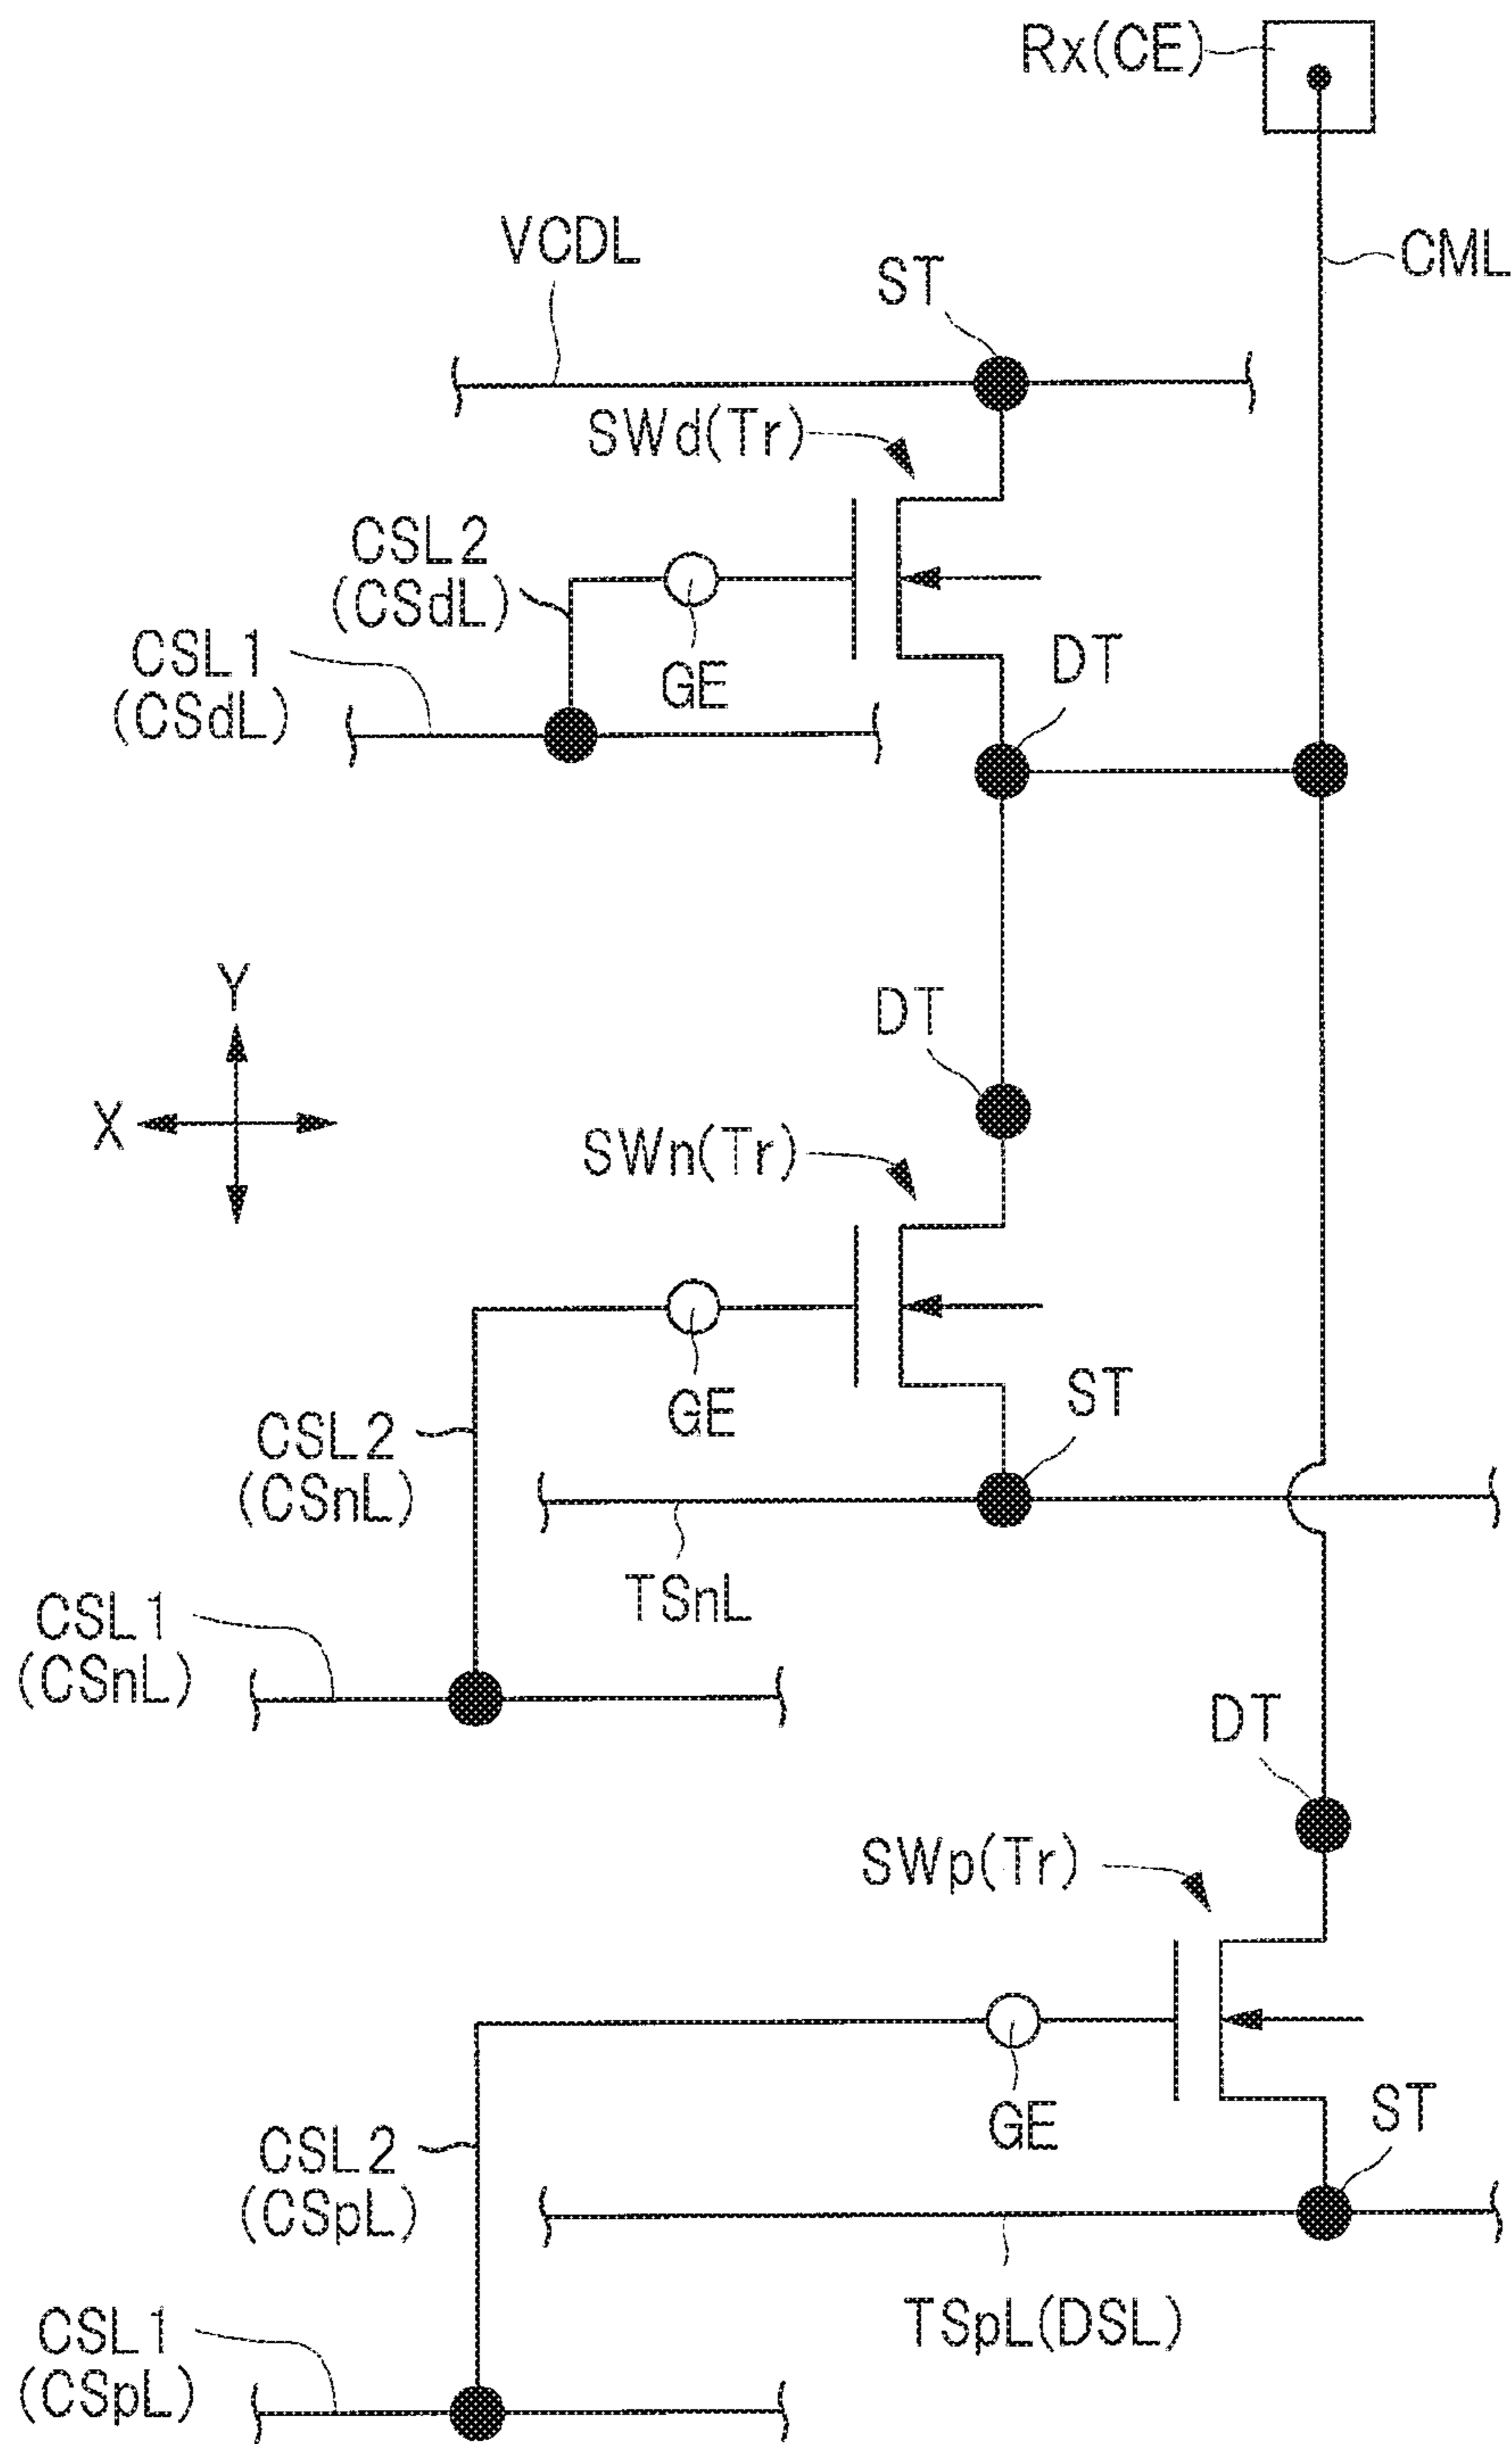 Rx(CE)
VCDL
ST
CML
SWd(Tr)
CSL2
(CSdL)
CSL1
(CSdL)
GE
DT
Y
DT
X
SWn(Tr)
GE
ST
CSL2
(CSnL)
TSnL
CSL1
(CSnL)
DT
SWp(Tr)
GE
ST
CSL2
(CSpL)
TSpL(DSL)
CSL1
(CSpL)